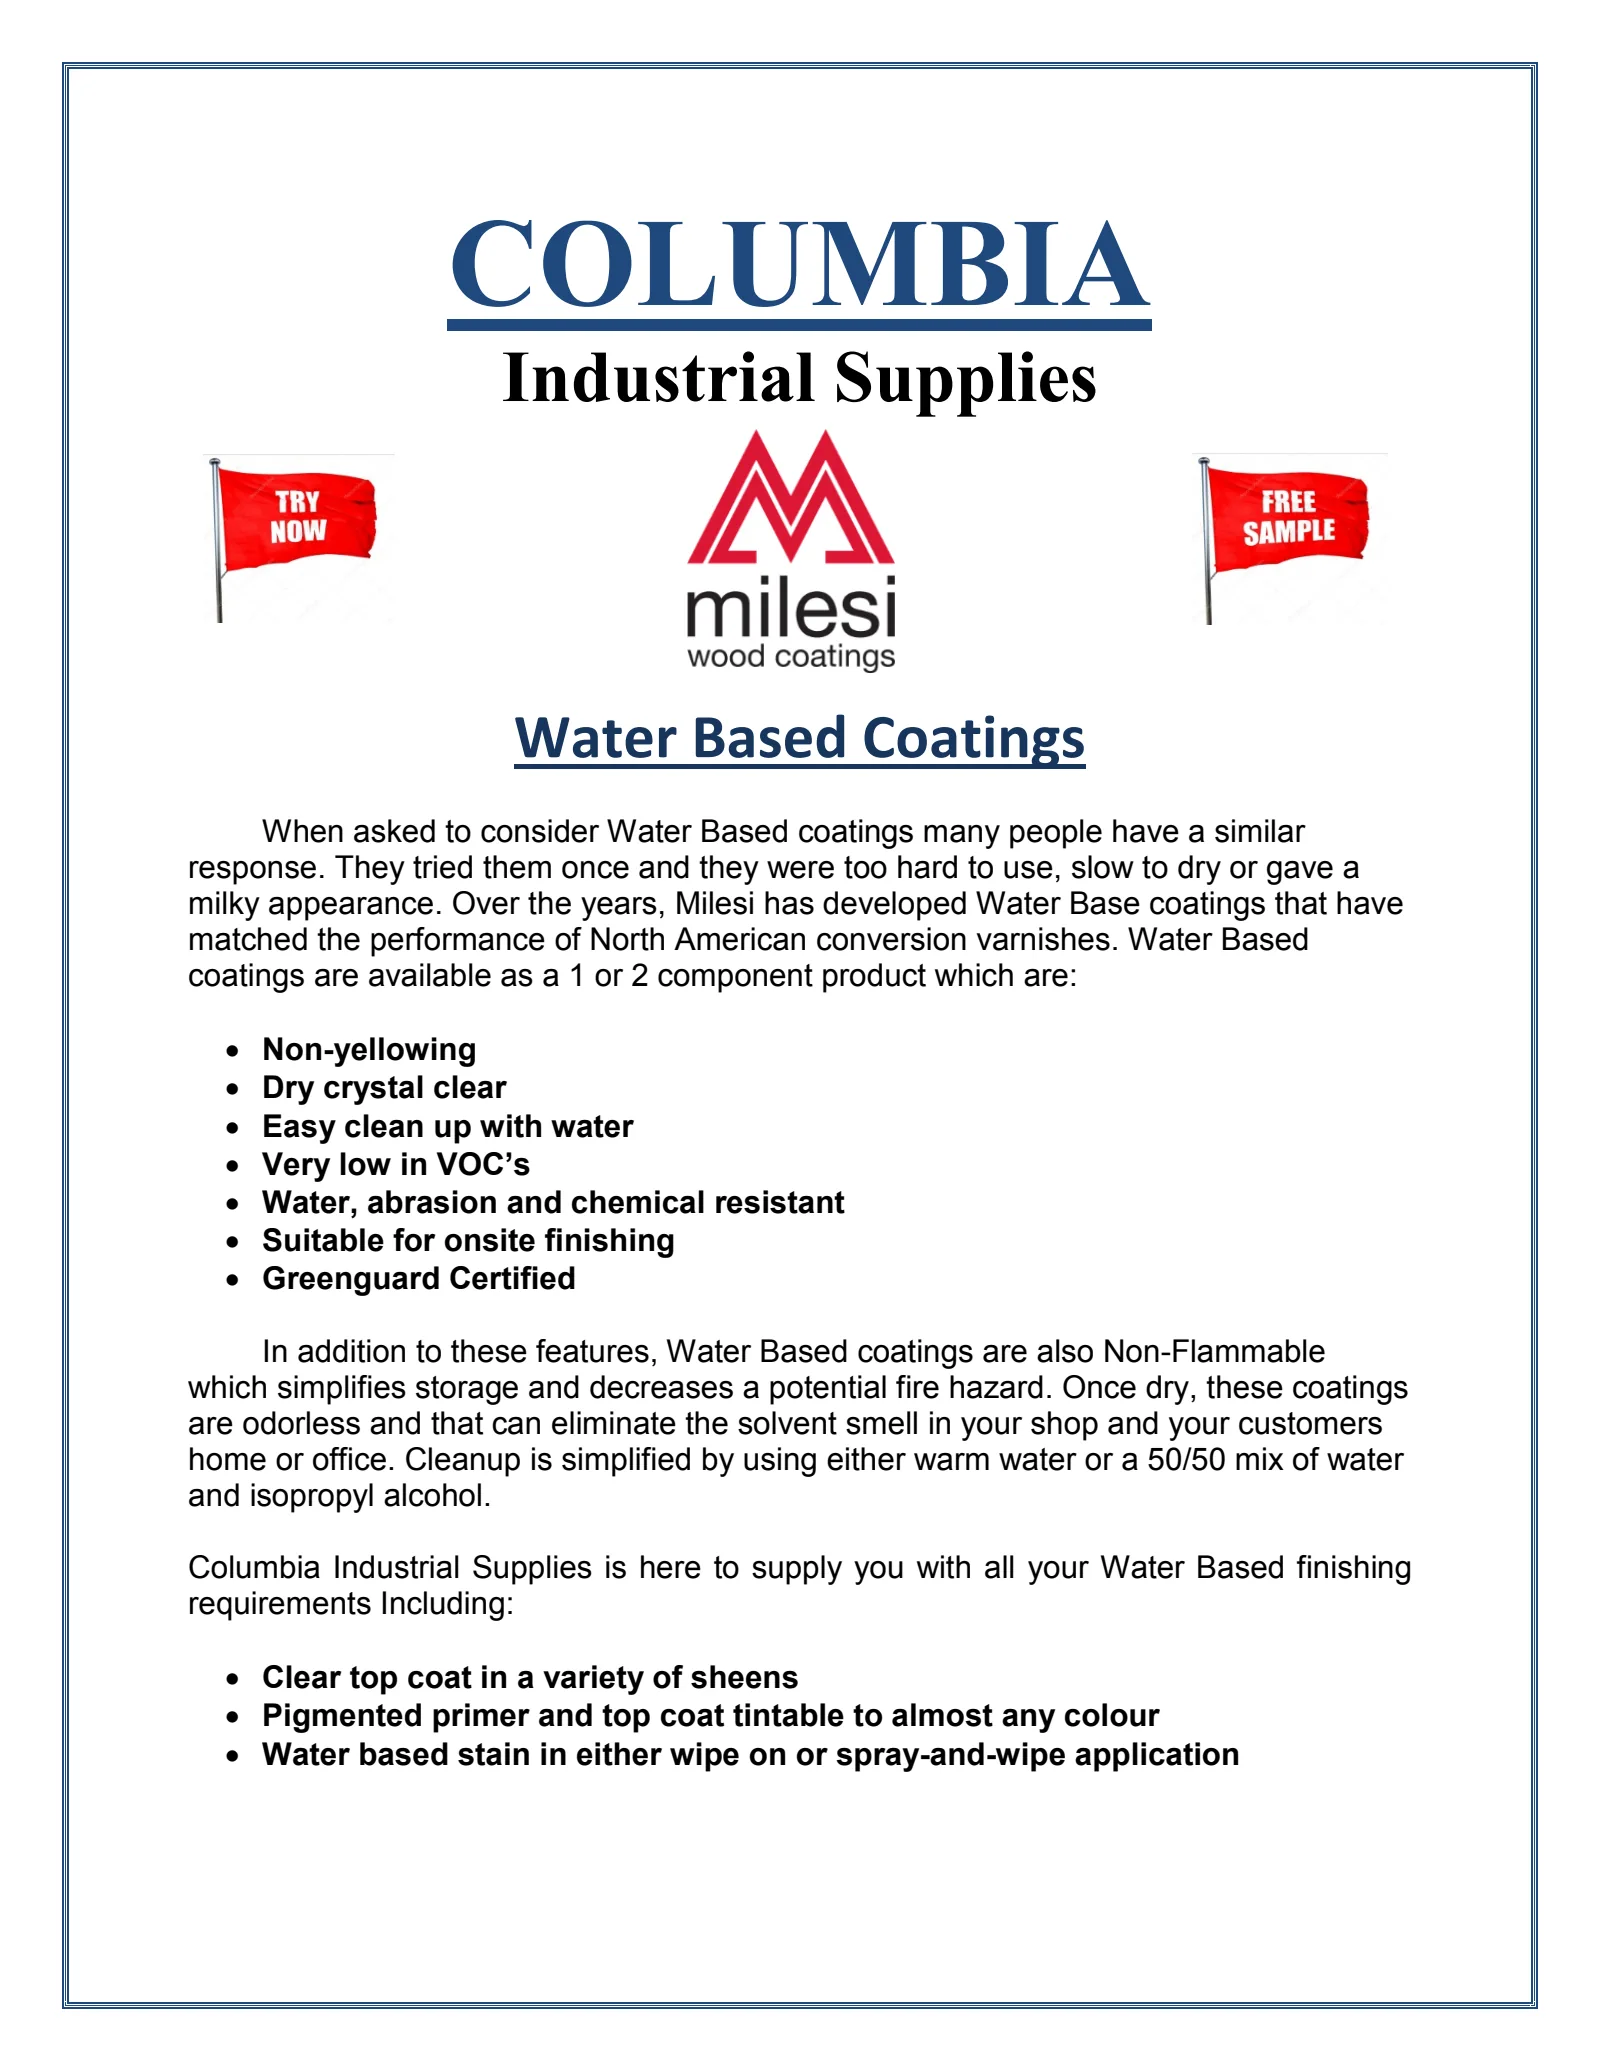 COLUMBIA
Industrial Supplies
TRY
NOW
milesi
wood coatings
FREE
SAMPLE
Water Based Coatings
When asked to consider Water Based coatings many people have a similar
response. They tried them once and they were too hard to use, slow to dry or gave a
milky appearance. Over the years, Milesi has developed Water Base coatings that have
matched the performance of North American conversion varnishes. Water Based
coatings are available as a 1 or 2 component product which are:
• Non-yellowing
• Dry crystal clear
• Easy clean up with water
• Very low in VOC’s
• Water, abrasion and chemical resistant
• Suitable for onsite finishing
• Greenguard Certified
In addition to these features, Water Based coatings are also Non-Flammable
which simplifies storage and decreases a potential fire hazard. Once dry, these coatings
are odorless and that can eliminate the solvent smell in your shop and your customers
home or office. Cleanup is simplified by using either warm water or a 50/50 mix of water
and isopropyl alcohol.
Columbia Industrial Supplies is here to supply you with all your Water Based finishing
requirements Including:
• Clear top coat in a variety of sheens
• Pigmented primer and top coat tintable to almost any colour
• Water based stain in either wipe on or spray-and-wipe application